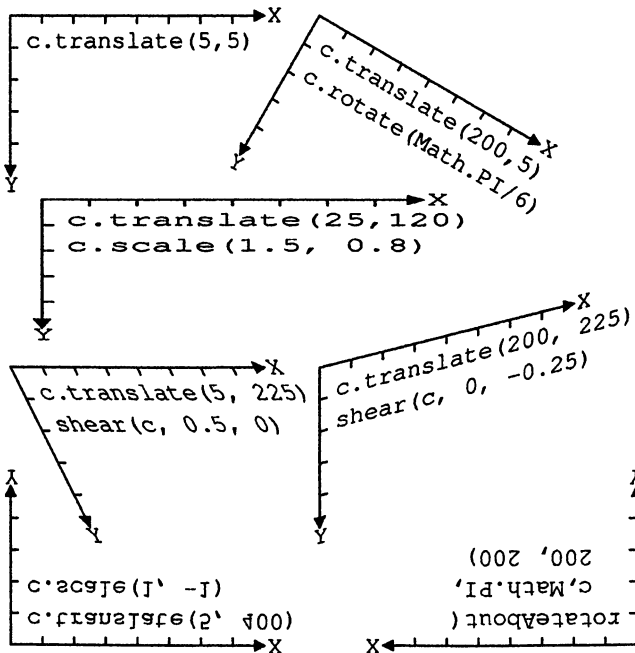 X
c.translate(5,5)
Y
X
c.translate(200,5)
c.rotate(Math.PI/6)
Y
X
c.translate(25,120)
c.scale(1.5, 0.8)
Y
X
c.translate(5, 225)
shear(c, 0.5, 0)
Y
X
c.translate(200, 225)
shear(c, 0, -0.25)
Y
Y
c.translate(5, 400)
c.scale(1, -1)
X
Y
rotateAbout(
c,Math.PI,
200, 200)
X